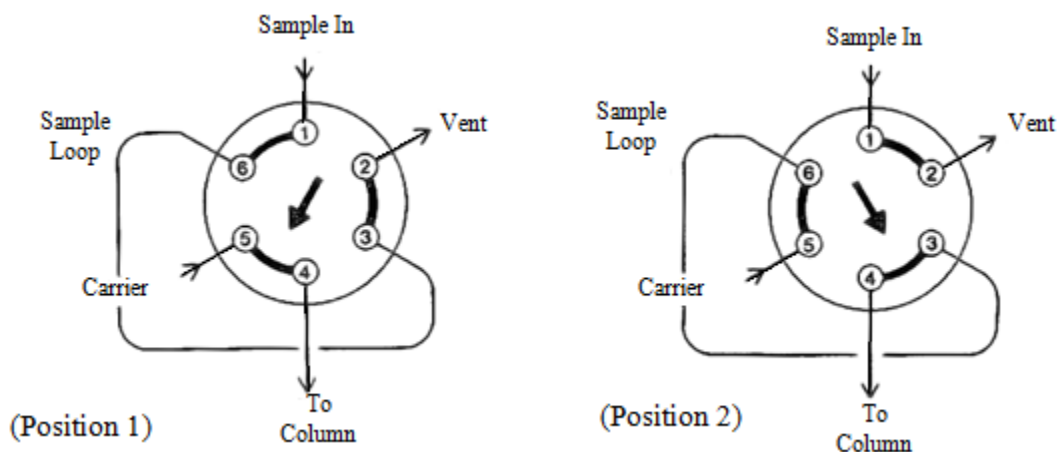 Sample In
Sample
Loop
Vent
1
6
2
5
3
4
Carrier
To
Column
(Position 1)
Sample In
Sample
Loop
Vent
1
6
2
5
3
4
Carrier
To
Column
(Position 2)